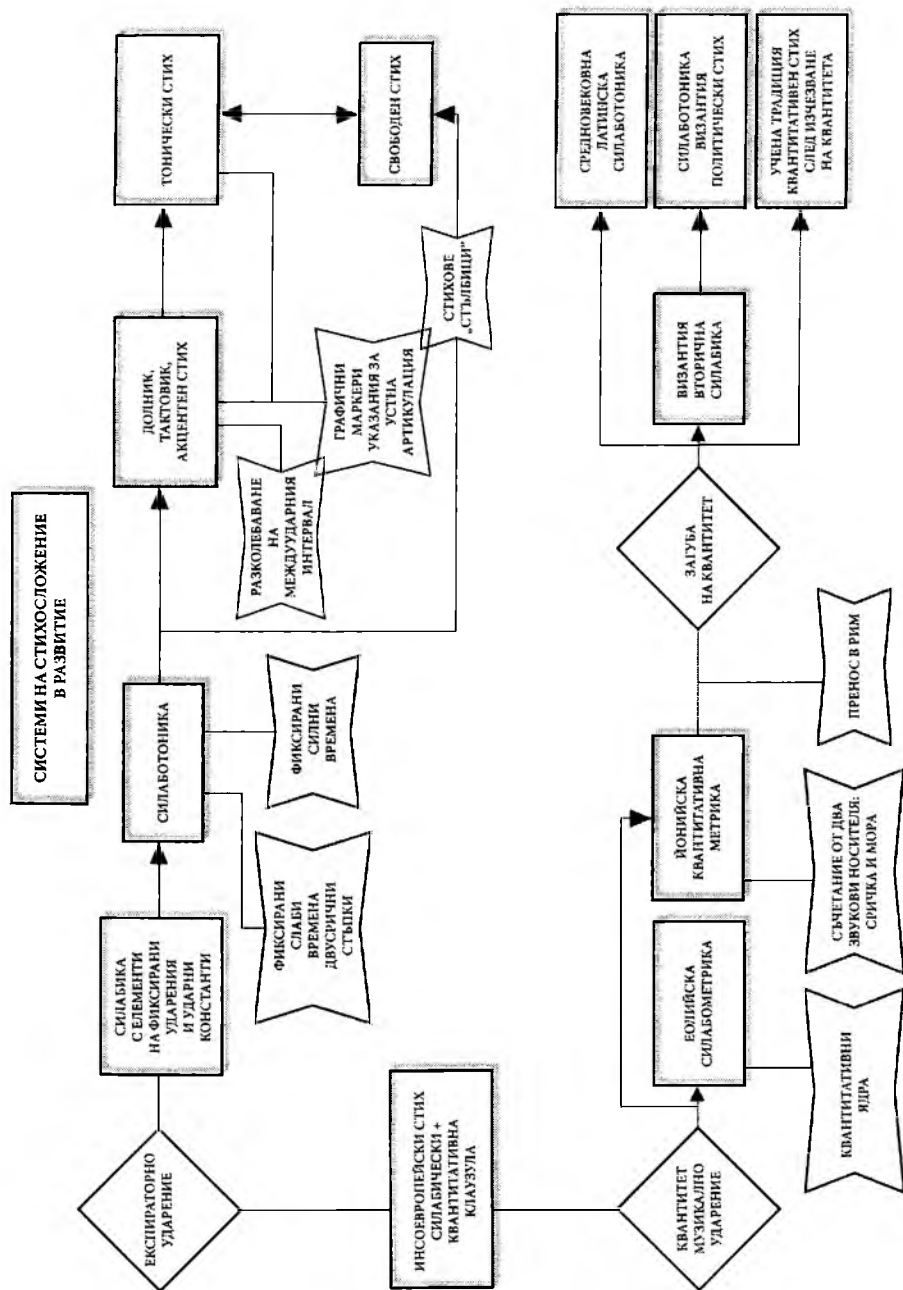 СИСТЕМИ НА СТИХОСЛОЖЕНИЕ
В РАЗВИТИЕ
ЕКСПИРАТОРНО
УДАРЕНИЕ
СИЛАБИКА
С ЕЛЕМЕНТИ
НА ФИКСИРАНИ
УДАРЕНИЯ
И УДАРНИ
КОНСТАНТИ
СИЛАБОТОНИКА
ДОЛНИК,
ТАКТОВИК,
АКЦЕНТЕН СТИХ
ТОНИЧЕСКИ СТИХ
ФИКСИРАНИ
СЛАБИ
ВРЕМЕНА
ДВУСРИЧНИ
СТЪПКИ
ФИКСИРАНИ
СИЛНИ
ВРЕМЕНА
РАЗКОЛЕБАВАНЕ
НА
МЕЖДУУДАРНИЯ
ИНТЕРВАЛ
ГРАФИЧНИ
МАРКЕРИ
УКАЗАНИЯ ЗА
УСТНА
АРТИКУЛАЦИЯ
СТИХОВЕ
„СТЪЛБИЦИ"
СВОБОДЕН СТИХ
ИНСОЕВРОПЕЙСКИ СТИХ
СИЛАБИЧЕСКИ +
КВАНТИТАТИВНА
КЛАУЗУЛА
КВАНТИТЕТ
МУЗИКАЛНО
УДАРЕНИЕ
ЕОЛИЙСКА
СИЛАБОМЕТРИКА
ЙОНИЙСКА
КВАНТИТАТИВНА
МЕТРИКА
ЗАГУБА
НА КВАНТИТЕТ
ВИЗАНТИЯ
ВТОРИЧНА
СИЛАБИКА
СРЕДНОВЕКОВНА
ЛАТИНСКА
СИЛАБОТОНИКА
СИЛАБОТОНИКА
ВИЗАНТИЯ
ПОЛИТИЧЕСКИ СТИХ
УЧЕНА ТРАДИЦИЯ
КВАНТИТАТИВЕН СТИХ
СЛЕД ИЗЧЕЗВАНЕ
НА КВАНТИТЕТА
КВАНТИТАТИВНИ
ЯДРА
СЪЧЕТАНИЕ ОТ ДВА
ЗВУКОВИ НОСИТЕЛЯ:
СРИЧКА И МОРА
ПРЕНОС В РИМ